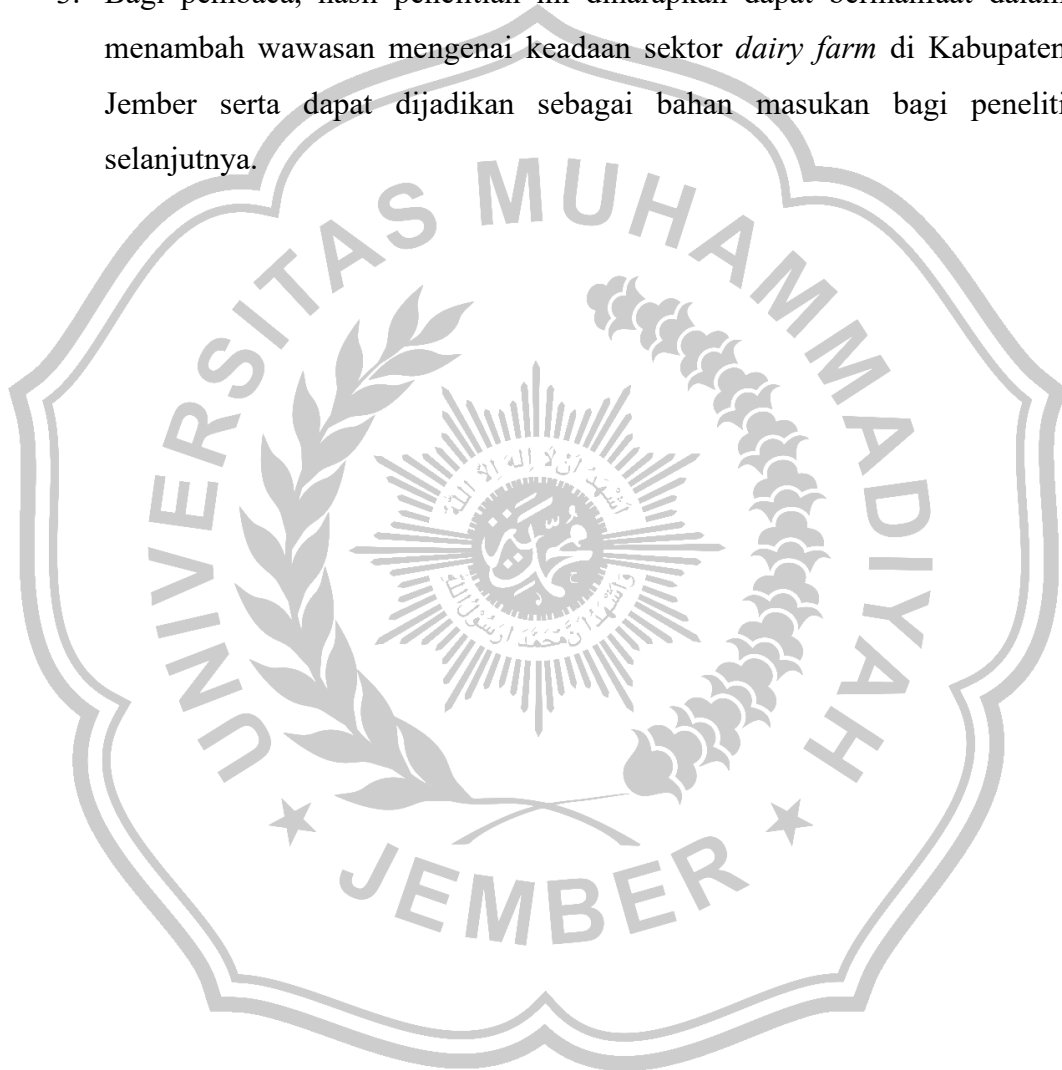 Bagi pembaca, hasil penelitian ini diharapkan dapat bermanfaat dalam
menambah wawasan mengenai keadaan sektor dairy farm di Kabupaten
Jember serta dapat dijadikan sebagai bahan masukan bagi peneliti
selanjutnya.
UNIVERSITAS MUHAMMADIYAH
JEMBER